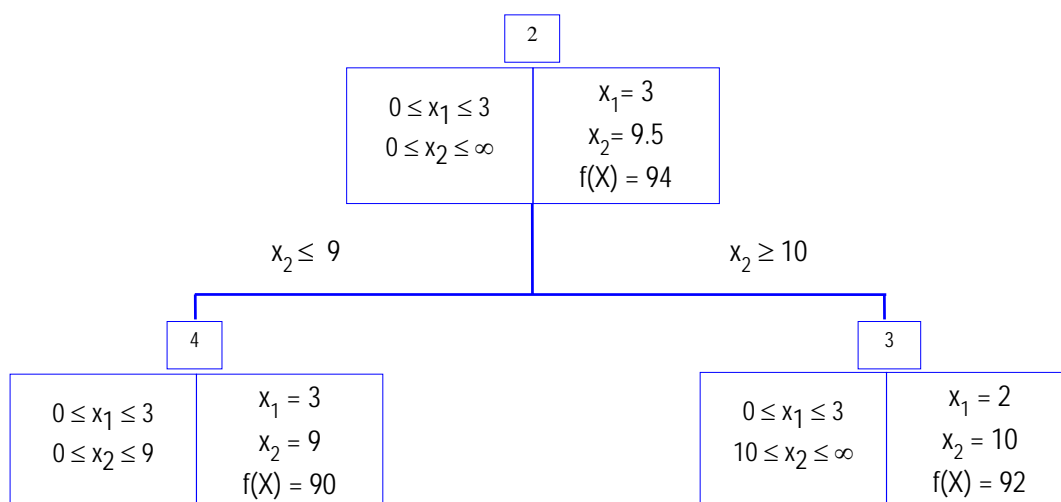 2
0 ≤ x₁ ≤ 3
0 ≤ x₂ ≤ ∞
x₁= 3
x₂= 9.5
f(X) = 94
x₂ ≤ 9
x₂ ≥ 10
4
0 ≤ x₁ ≤ 3
0 ≤ x₂ ≤ 9
x₁ = 3
x₂ = 9
f(X) = 90
3
0 ≤ x₁ ≤ 3
10 ≤ x₂ ≤ ∞
x₁ = 2
x₂ = 10
f(X) = 92